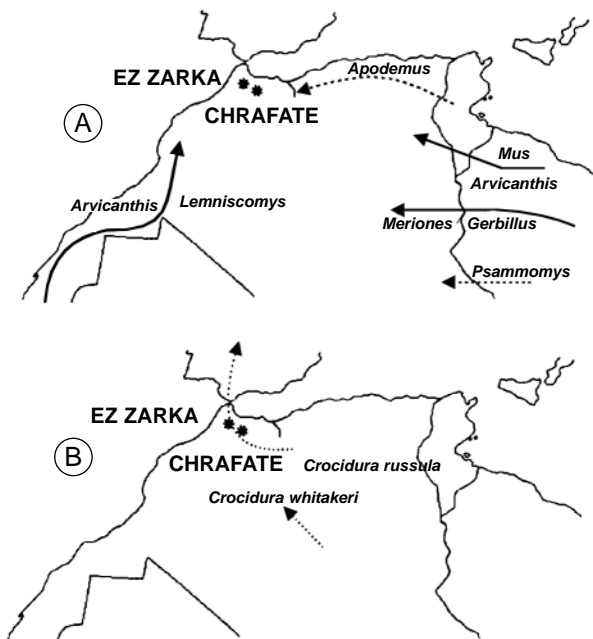 Apodemus
EZ ZARKA
CHRAFATE
A
Mus
Arvicanthis
Arvicanthis Lemniscomys
Meriones Gerbillus
Psammomys
EZ ZARKA
B
CHRAFATE
Crocidura russula
Crocidura whitakeri